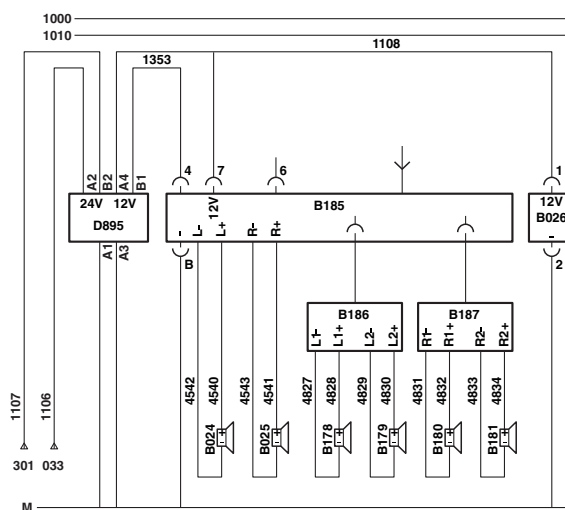 1000
1010
1108
1353
A2
B2
A4
B1
4
7
6
1
24V 12V
D895
12V
B185
12V
B026
-
L-
L+
R-
R+
-
A1
A3
B
2
B186
L1-
L1+
L2-
L2+
B187
R1-
R1+
R2-
R2+
1107
1106
4542
4540
4543
4541
4827
4828
4829
4830
4831
4832
4833
4834
B024
- +
B025
- +
B178
- +
B179
- +
B180
- +
B181
- +
301 033
M